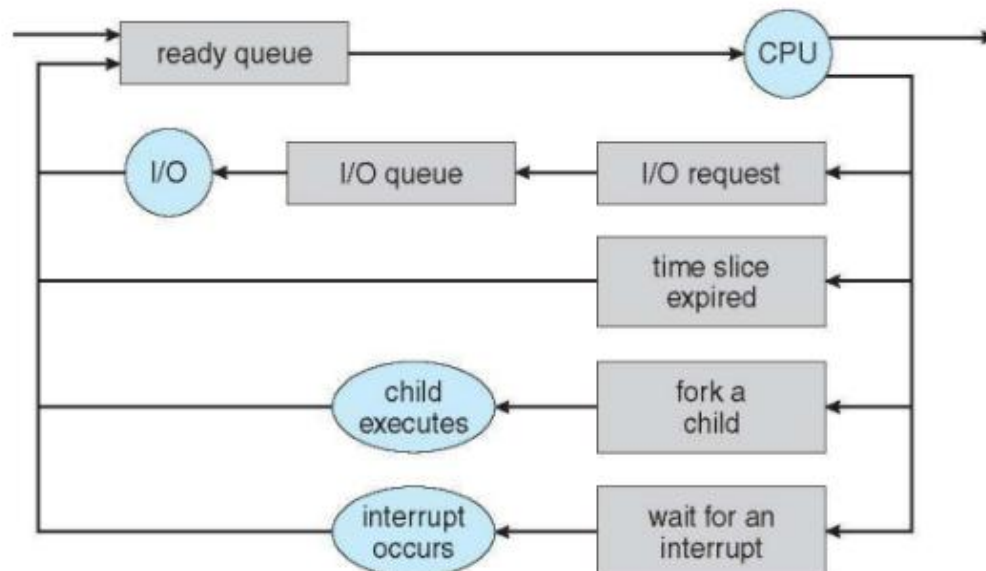 ready queue
CPU
I/O
I/O queue
I/O request
time slice
expired
child
executes
fork a
child
interrupt
occurs
wait for an
interrupt